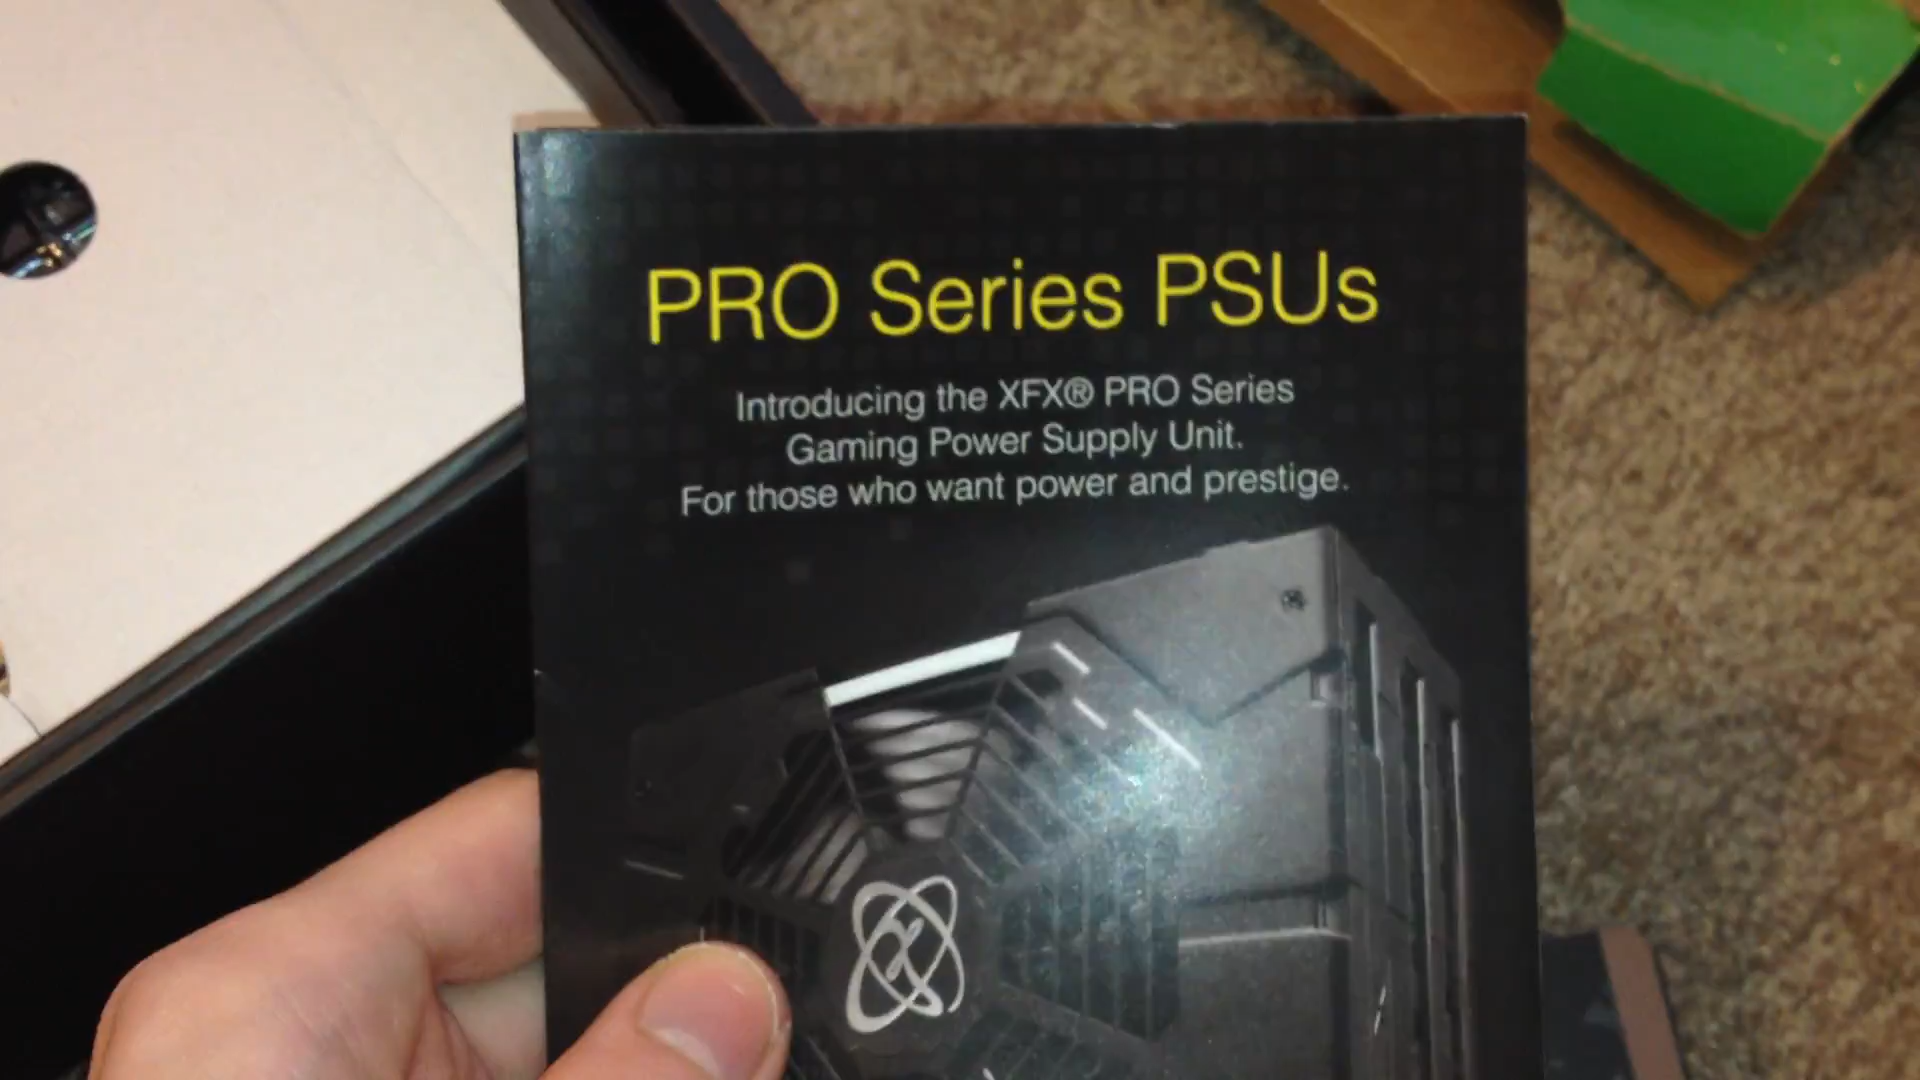 PRO Series PSUs
Introducing the XFX® PRO Series
Gaming Power Supply Unit.
For those who want power and prestige.